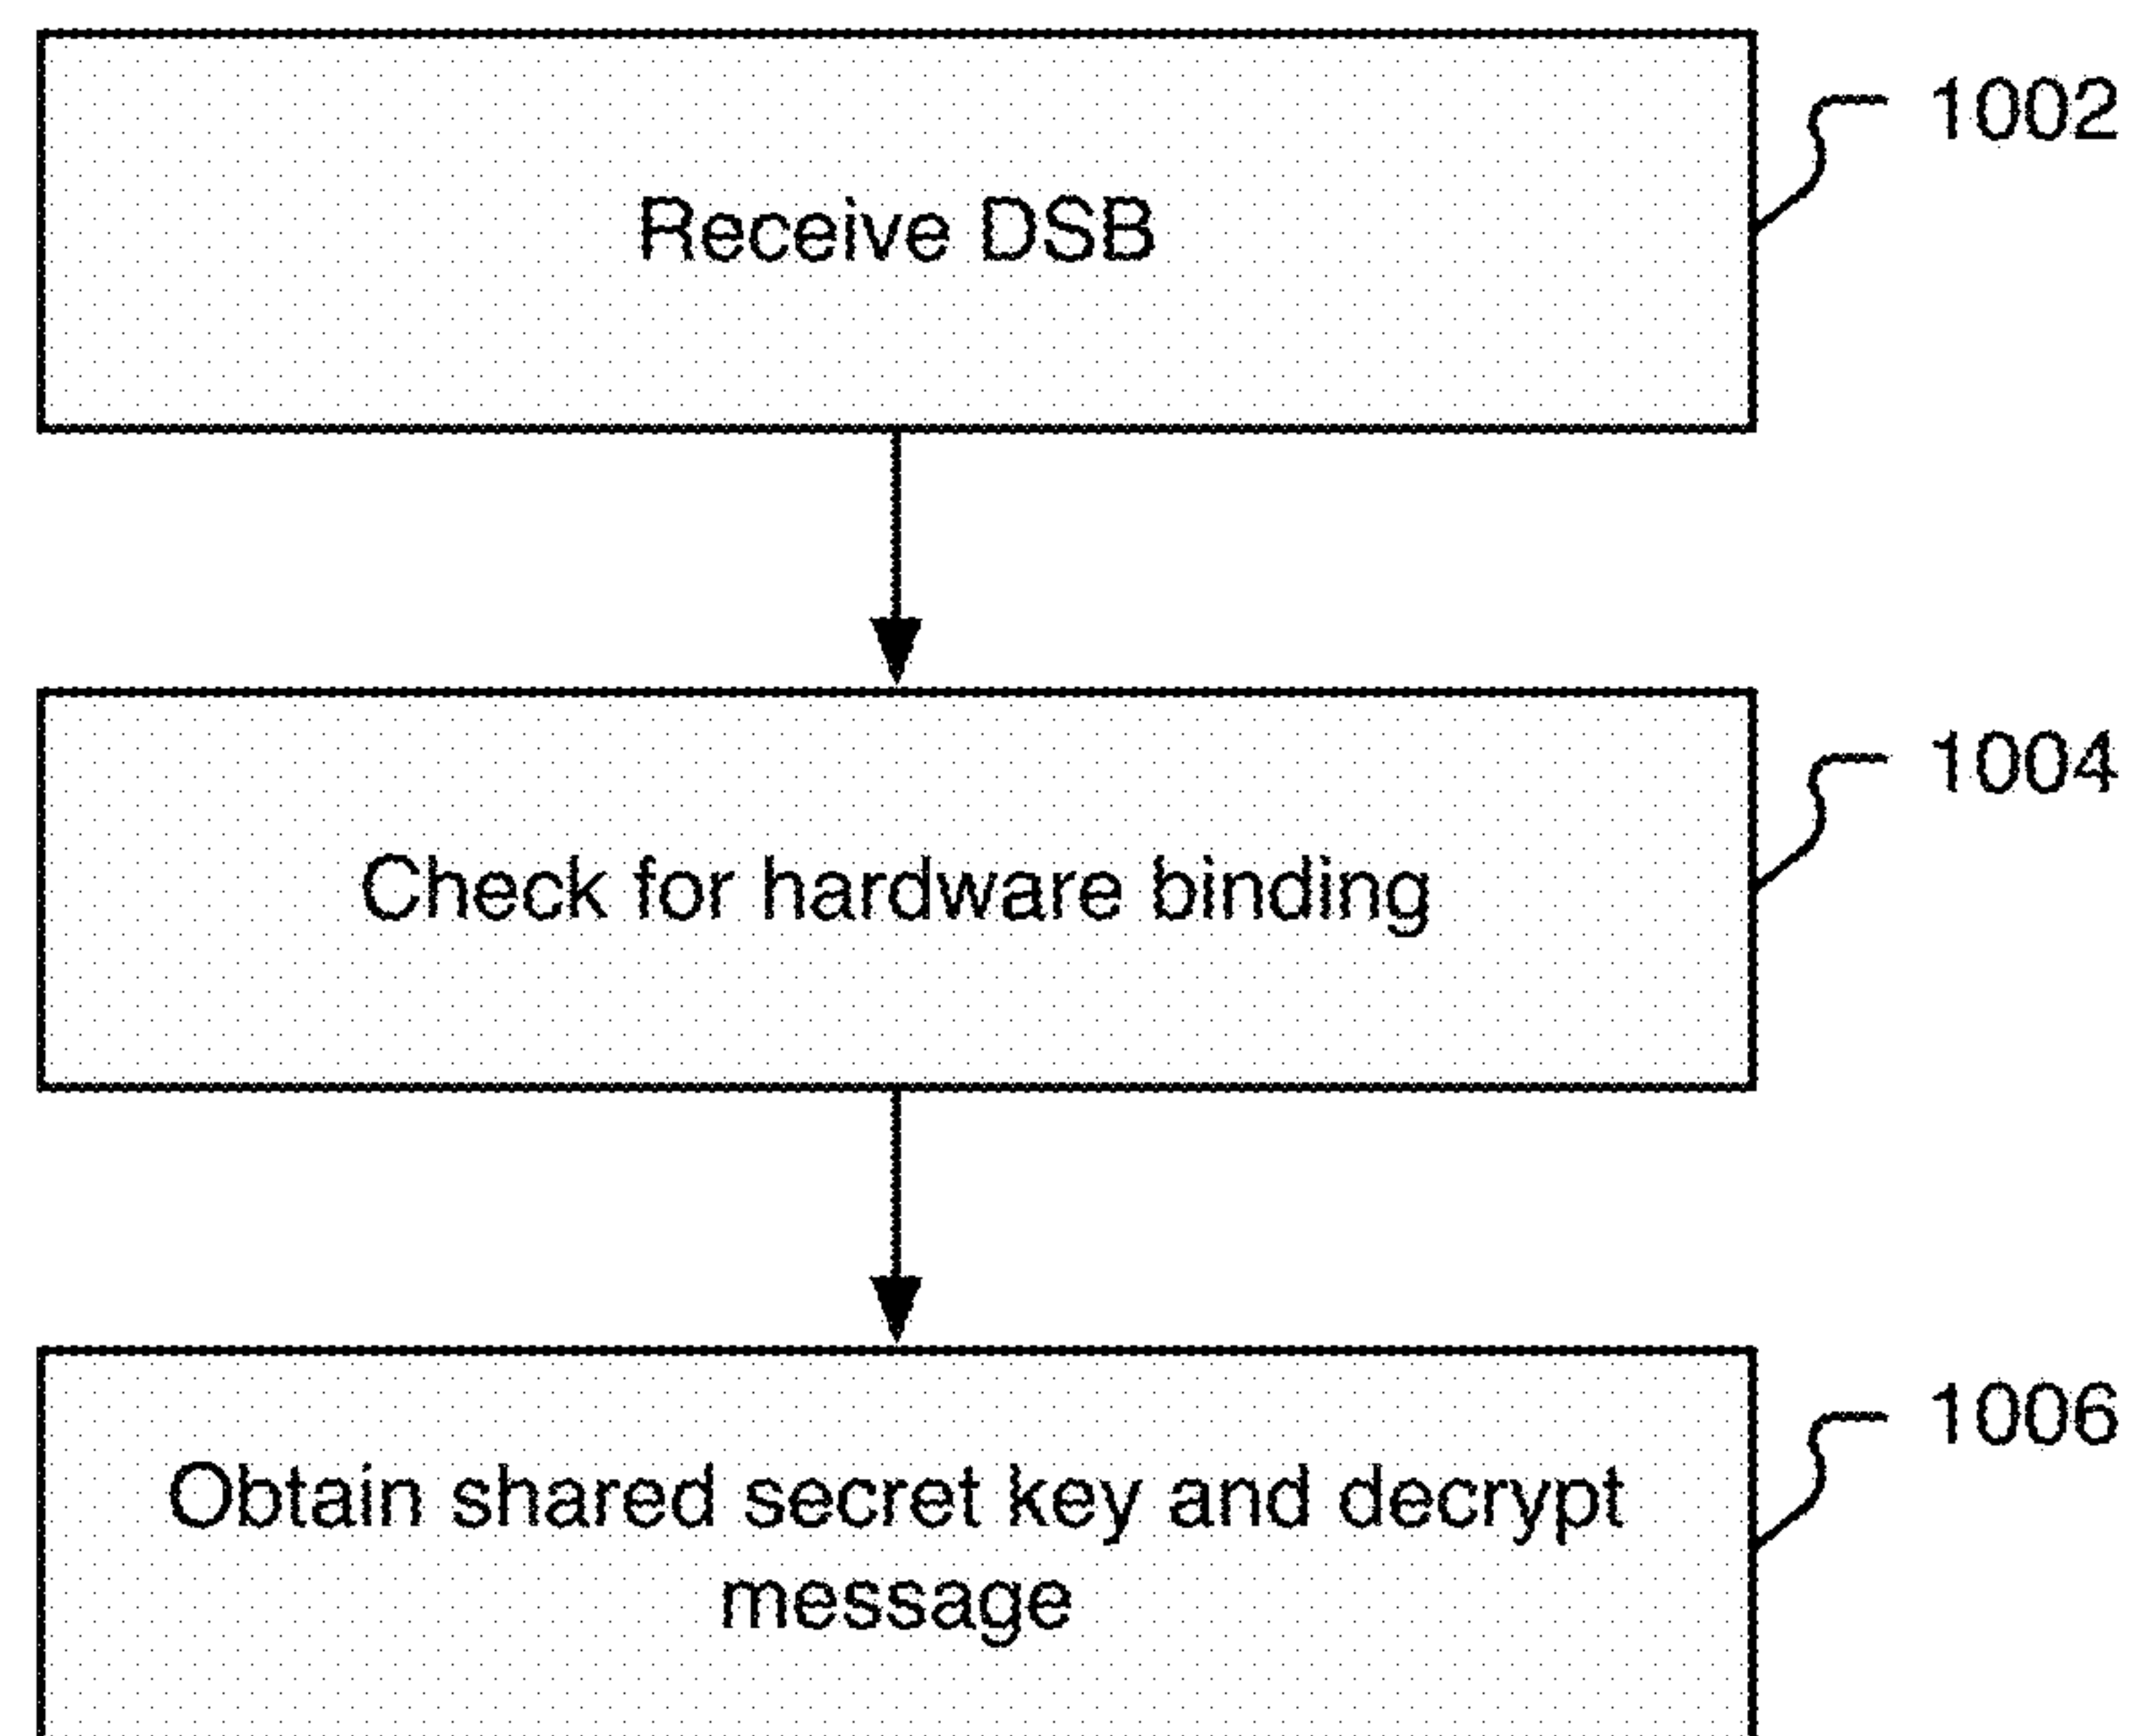 Receive DSB
1002
Check for hardware binding
1004
Obtain shared secret key and decrypt
message
1006